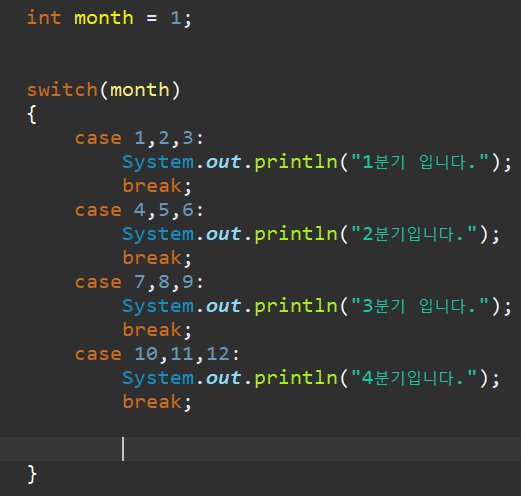 int month = 1;
switch(month)
{
case 1,2,3:
System.out.println("1분기 입니다.");
break;
case 4,5,6:
System.out.println("2분기입니다.");
break;
case 7,8,9:
System.out.println("3분기 입니다.");
break;
case 10,11,12:
System.out.println("4분기입니다.");
break;
}